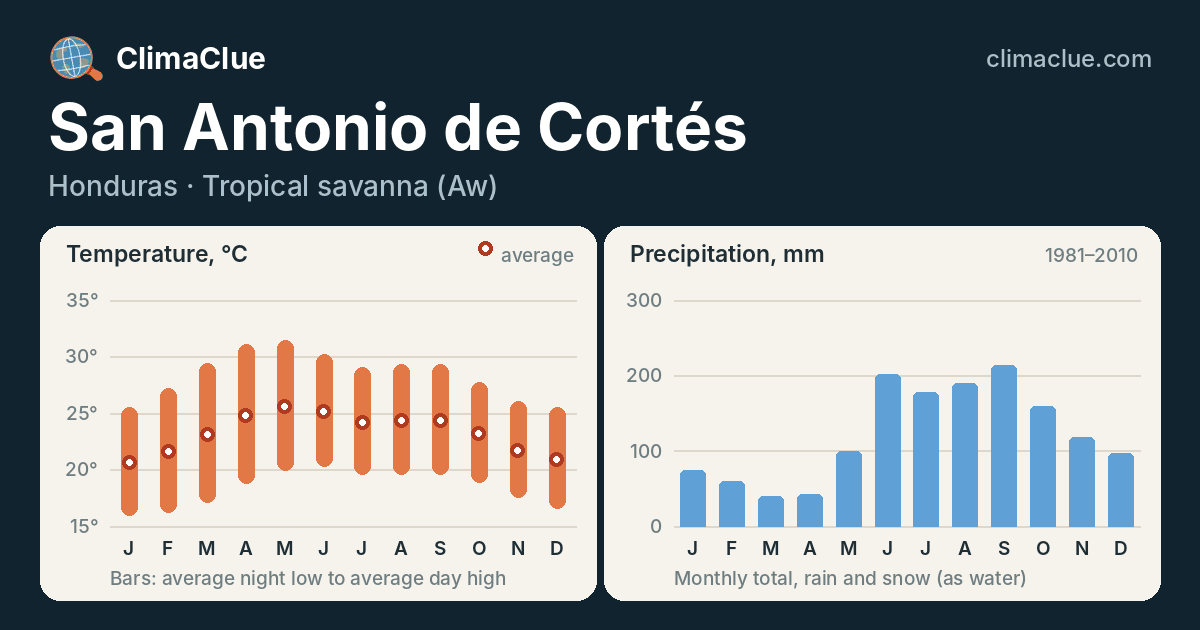 ClimaClue
climaclue.com
San Antonio de Cortés
Honduras · Tropical savanna (Aw)
Temperature, °C
average
35°
30°
25°
20°
15°
J F M A M J J A S O N D
Bars: average night low to average day high
Precipitation, mm
1981–2010
300
200
100
0
J F M A M J J A S O N D
Monthly total, rain and snow (as water)